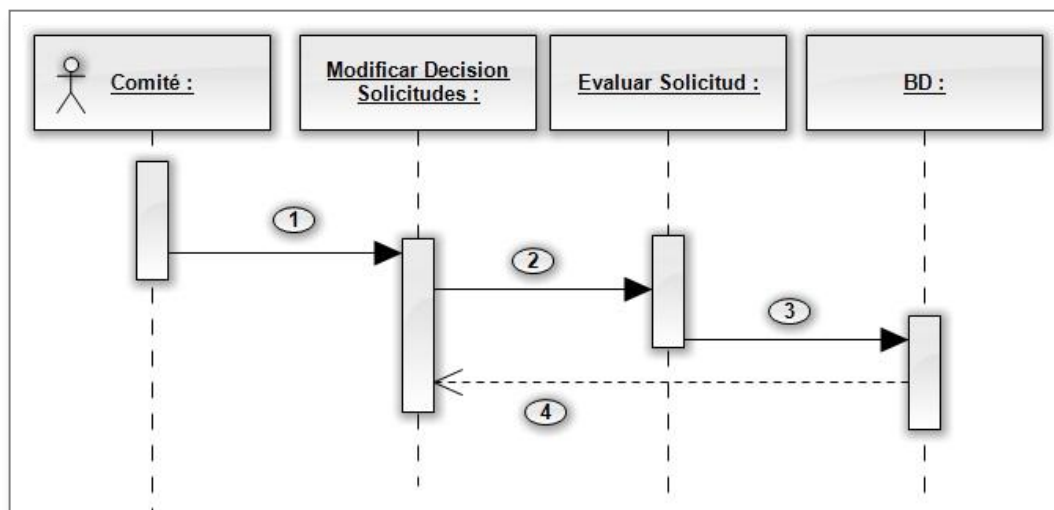 Comité :
Modificar Decision
Solicitudes :
Evaluar Solicitud :
BD :
1
2
3
4